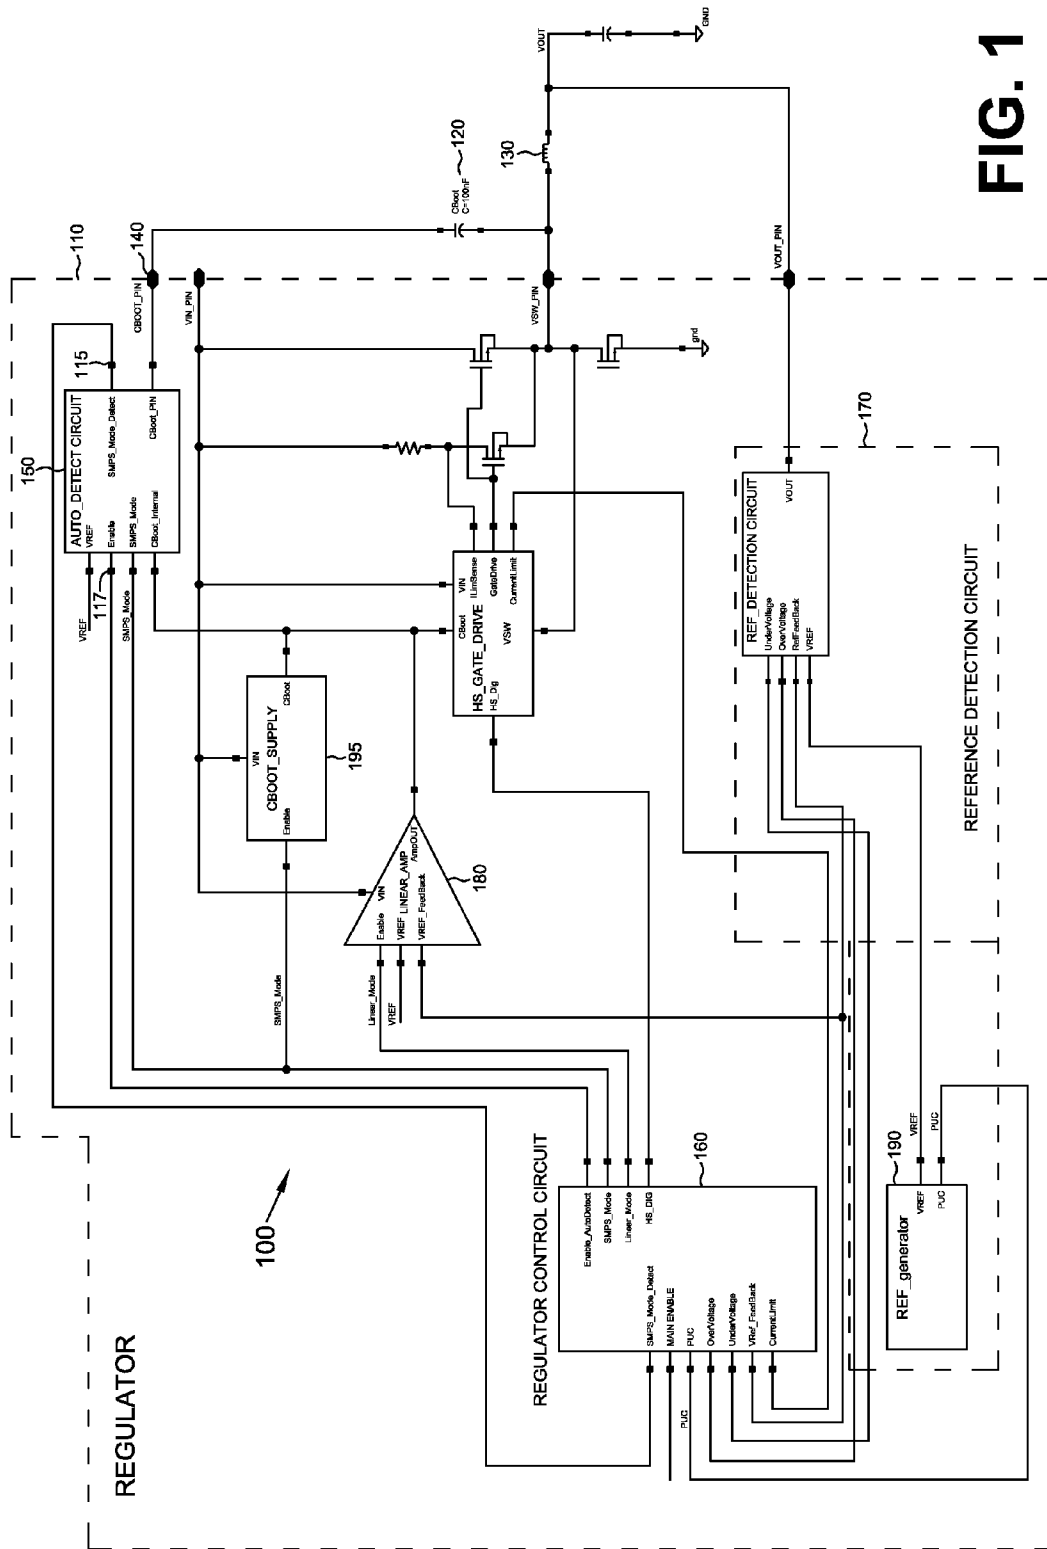 FIG. 1
REGULATOR
100
110
AUTO_DETECT CIRCUIT
150
VREF
Enable
SMPS_Mode
CBoot_Internal
SMPS_Mode_Detect
CBoot_PIN
115
117
VREF
SMPS_Mode
CBOOT_PIN
140
VIN_PIN
CBoot
C=100nF
120
130
VOUT
GND
VSW_PIN
gnd
VOUT_PIN
CBOOT_SUPPLY
VIN
Enable
CBoot
195
SMPS_Mode
LINEAR_AMP
VIN
Enable
VREF
VREF_FeedBack
AmpOUT
180
Linear_Mode
VREF
HS_GATE_DRIVE
CBoot
VIN
HS_Dig
ILimSense
GateDrive
CurrentLimit
VSW
REGULATOR CONTROL CIRCUIT
160
Enable_AutoDetect
SMPS_Mode
Linear_Mode
HS_DIG
SMPS_Mode_Detect
MAIN ENABLE
PUC
OverVoltage
UnderVoltage
VRef_FeedBack
CurrentLimit
PUC
REFERENCE DETECTION CIRCUIT
170
REF_DETECTION CIRCUIT
UnderVoltage
OverVoltage
RefFeedBack
VREF
VOUT
REF_generator
190
VREF
PUC
VREF
PUC